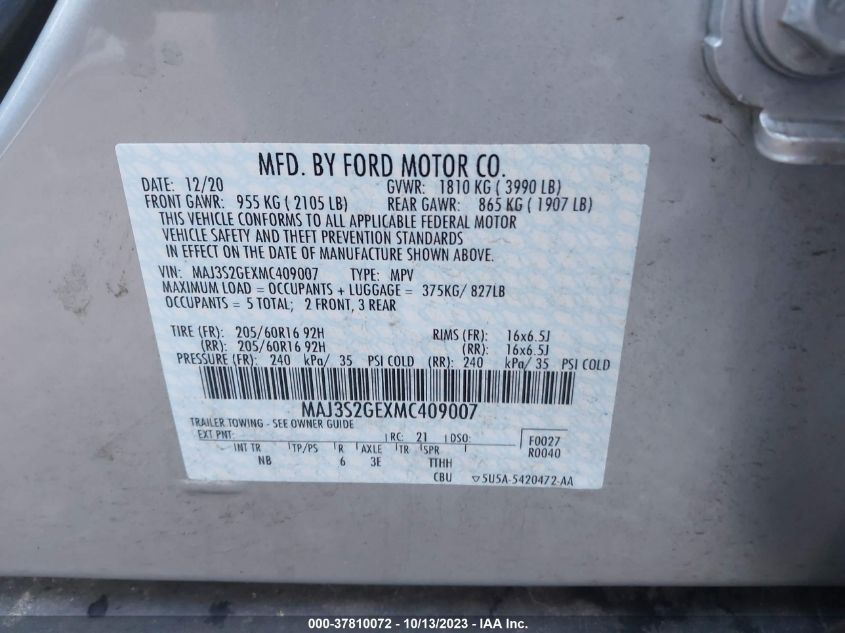 MFD. BY FORD MOTOR CO.
DATE: 12/20 GVWR: 1810 KG ( 3990 LB)
FRONT GAWR: 955 KG ( 2105 LB) REAR GAWR: 865 KG ( 1907 LB)
THIS VEHICLE CONFORMS TO ALL APPLICABLE FEDERAL MOTOR
VEHICLE SAFETY AND THEFT PREVENTION STANDARDS
IN EFFECT ON THE DATE OF MANUFACTURE SHOWN ABOVE.
VIN: MAJ3S2GEXMC409007 TYPE: MPV
MAXIMUM LOAD = OCCUPANTS + LUGGAGE = 375KG/ 827LB
OCCUPANTS = 5 TOTAL; 2 FRONT, 3 REAR
TIRE (FR): 205/60R16 92H RIMS (FR): 16x6.5J
(RR): 205/60R16 92H (RR): 16x6.5J
PRESSURE (FR): 240 kPa/ 35 PSI COLD (RR): 240 kPa/ 35 PSI COLD
MAJ3S2GEXMC409007
TRAILER TOWING - SEE OWNER GUIDE
EXT PNT: RC: 21 DSO: F0027
INT TR TP/PS R AXLE TR SPR R0040
NB 6 3E TTHH
CBU ▽5U5A-5420472-AA
000-37810072 - 10/13/2023 - IAA Inc.